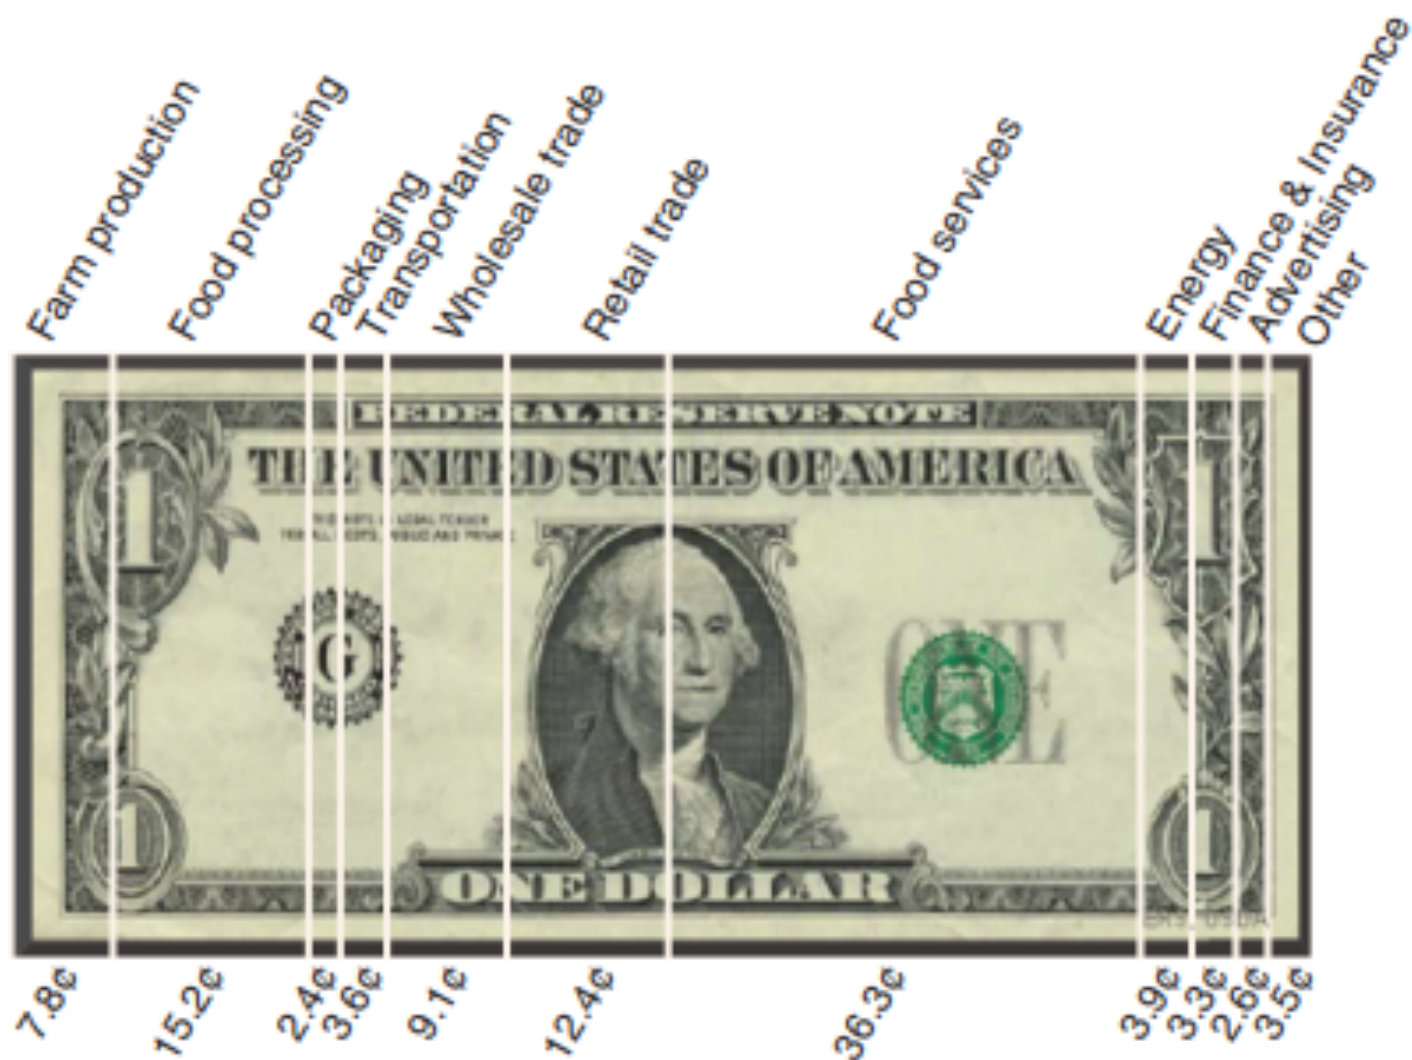 Farm production
Food processing
Packaging
Transportation
Wholesale trade
Retail trade
Food services
Energy
Finance & Insurance
Advertising
Other
FEDERAL RESERVE NOTE
THE UNITED STATES OF AMERICA
1
1
G
ONE
1
1
ONE DOLLAR
ERS, USDA
7.8¢
15.2¢
2.4¢
3.6¢
9.1¢
12.4¢
36.3¢
3.9¢
3.3¢
2.6¢
3.5¢